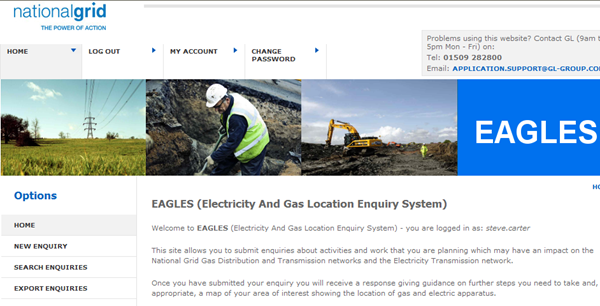 nationalgrid
THE POWER OF ACTION
HOME
LOG OUT
MY ACCOUNT
CHANGE
PASSWORD
Problems using this website? Contact GL (9am
5pm Mon - Fri) on:
Tel: 01509 282800
Email: APPLICATION.SUPPORT@GL-GROUP.CO
EAGLES
Options
HOME
NEW ENQUIRY
SEARCH ENQUIRIES
EXPORT ENQUIRIES
HO
EAGLES (Electricity And Gas Location Enquiry System)
Welcome to EAGLES (Electricity And Gas Location Enquiry System) - you are logged in as: steve.carter
This site allows you to submit enquiries about activities and work that you are planning which may have an impact on the
National Grid Gas Distribution and Transmission networks and the Electricity Transmission network.
Once you have submitted your enquiry you will receive a response giving guidance on further steps you need to take and,
appropriate, a map of your area of interest showing the location of gas and electric apparatus.